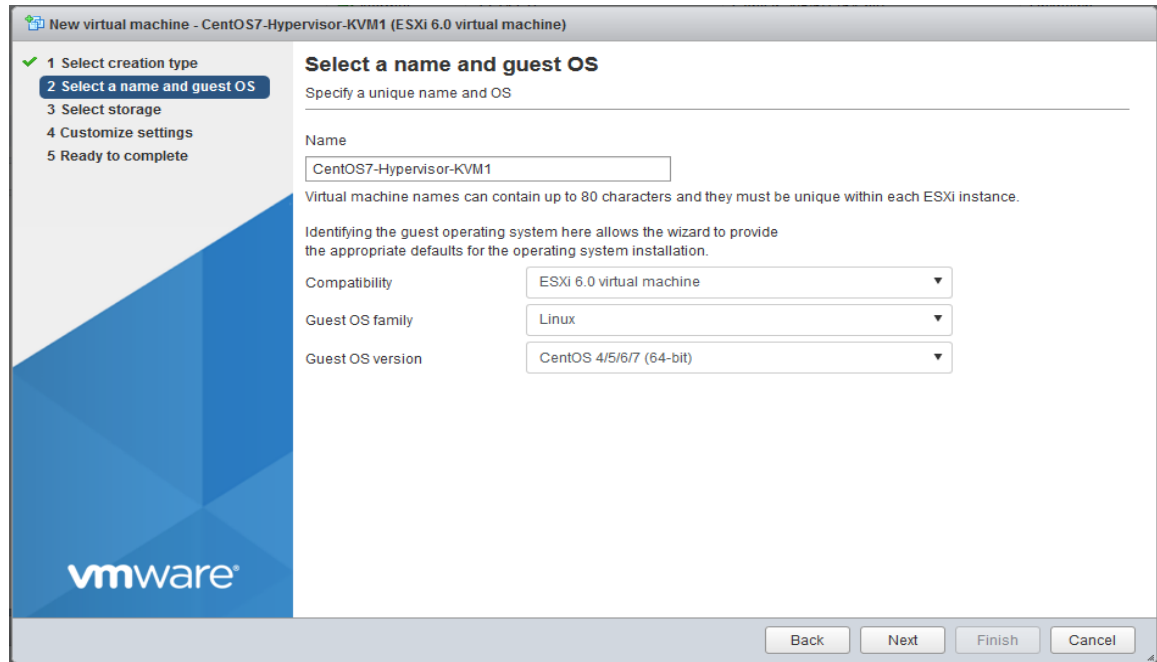 New virtual machine - CentOS7-Hypervisor-KVM1 (ESXi 6.0 virtual machine)
1 Select creation type
2 Select a name and guest OS
3 Select storage
4 Customize settings
5 Ready to complete
Select a name and guest OS
Specify a unique name and OS
Name
CentOS7-Hypervisor-KVM1
Virtual machine names can contain up to 80 characters and they must be unique within each ESXi instance.
Identifying the guest operating system here allows the wizard to provide
the appropriate defaults for the operating system installation.
Compatibility
ESXi 6.0 virtual machine
Guest OS family
Linux
Guest OS version
CentOS 4/5/6/7 (64-bit)
vmware®
Back
Next
Finish
Cancel